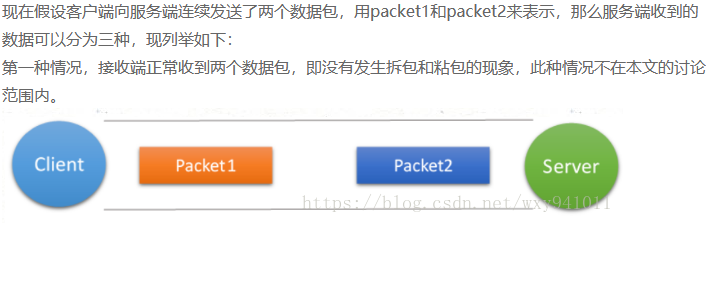 现在假设客户端向服务端连续发送了两个数据包，用packet1和packet2来表示，那么服务端收到的
数据可以分为三种，现列举如下：
第一种情况，接收端正常收到两个数据包，即没有发生拆包和粘包的现象，此种情况不在本文的讨论
范围内。
Client
Packet1
Packet2
Server
https://blog.csdn.net/wxy941011